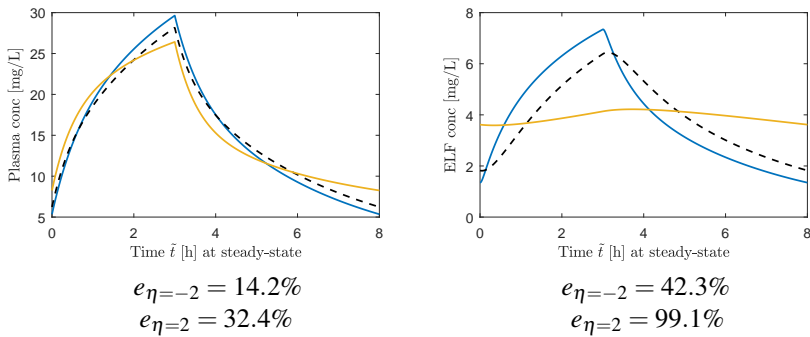 Plasma conc [mg/L]
30
25
20
15
10
5
0 2 4 6 8
Time t̃ [h] at steady-state
e_{η=−2} = 14.2%
e_{η=2} = 32.4%
ELF conc [mg/L]
8
6
4
2
0
0 2 4 6 8
Time t̃ [h] at steady-state
e_{η=−2} = 42.3%
e_{η=2} = 99.1%